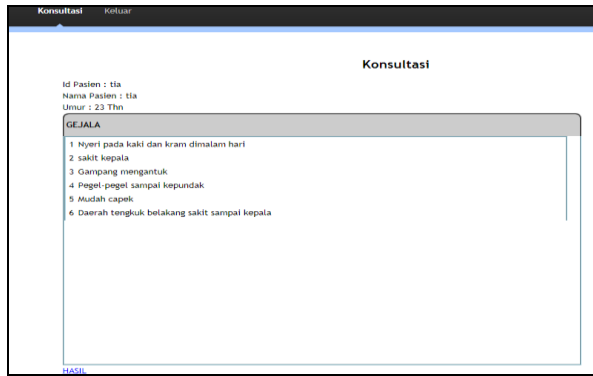 Konsultasi Keluar
Konsultasi
Id Pasien : tia
Nama Pasien : tia
Umur : 23 Thn
GEJALA
1 Nyeri pada kaki dan kram dimalam hari
2 sakit kepala
3 Gampang mengantuk
4 Pegel-pegel sampai kepundak
5 Mudah capek
6 Daerah tengkuk belakang sakit sampai kepala
HASIL